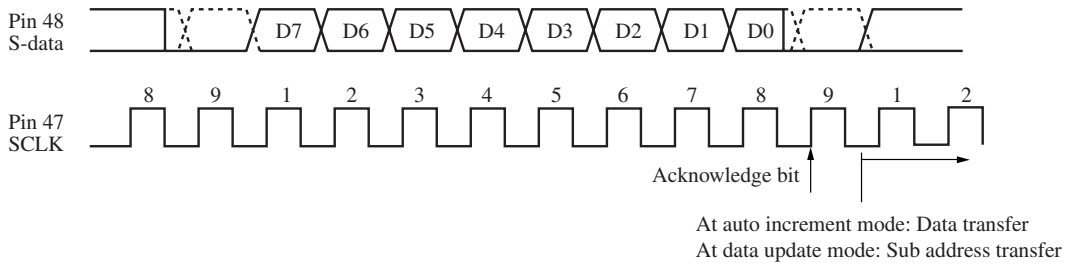 Pin 48
S-data
D7 D6 D5 D4 D3 D2 D1 D0
8 9 1 2 3 4 5 6 7 8 9 1 2
Pin 47
SCLK
Acknowledge bit
At auto increment mode: Data transfer
At data update mode: Sub address transfer